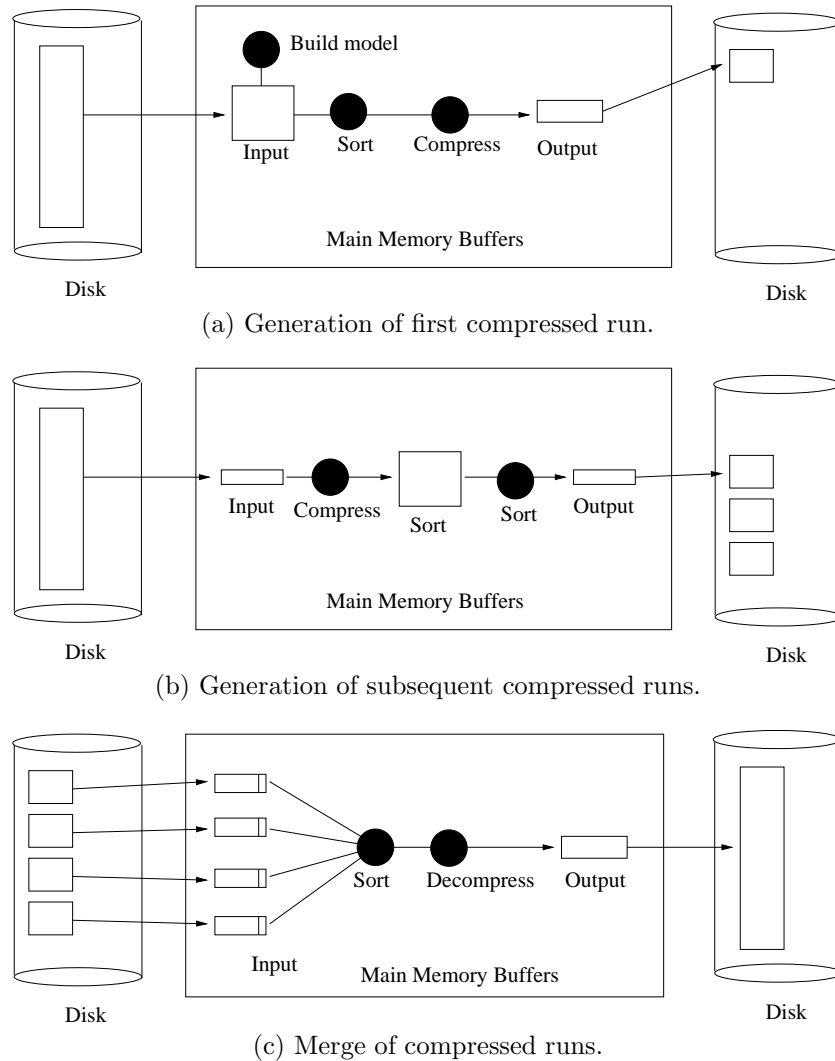 Build model
Input
Sort
Compress
Output
Main Memory Buffers
Disk
Disk
(a) Generation of first compressed run.
Input
Compress
Sort
Sort
Output
Main Memory Buffers
Disk
Disk
(b) Generation of subsequent compressed runs.
Sort
Decompress
Output
Input
Main Memory Buffers
Disk
Disk
(c) Merge of compressed runs.